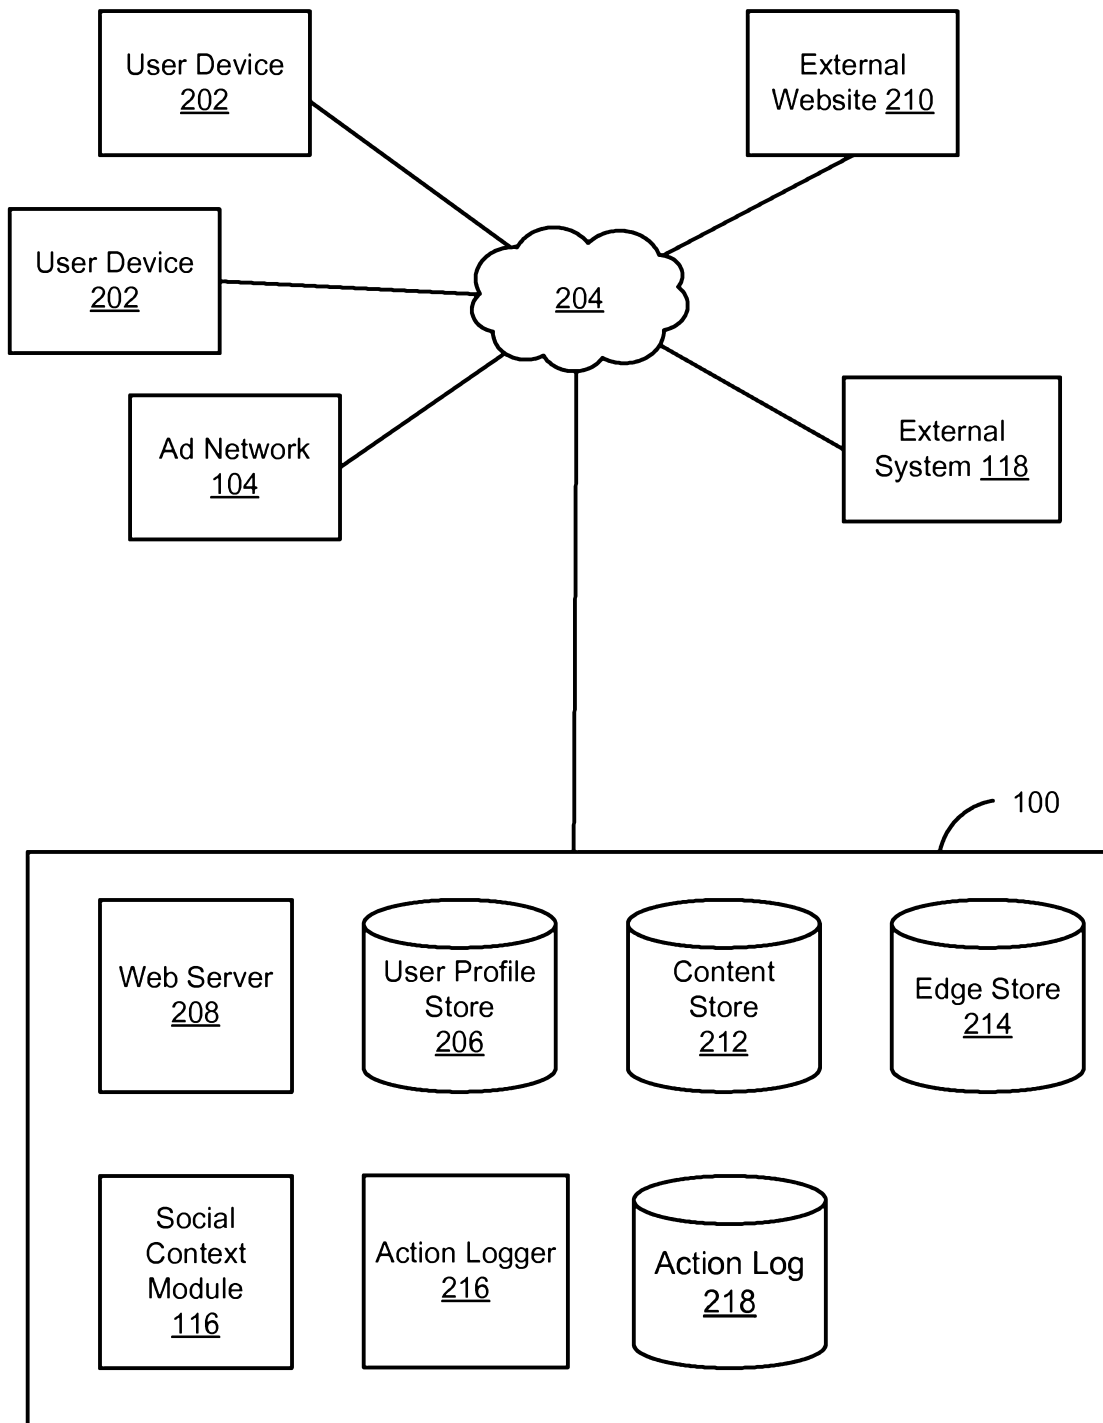 User Device
202
External
Website 210
User Device
202
204
Ad Network
104
External
System 118
100
Web Server
208
User Profile
Store
206
Content
Store
212
Edge Store
214
Social
Context
Module
116
Action Logger
216
Action Log
218